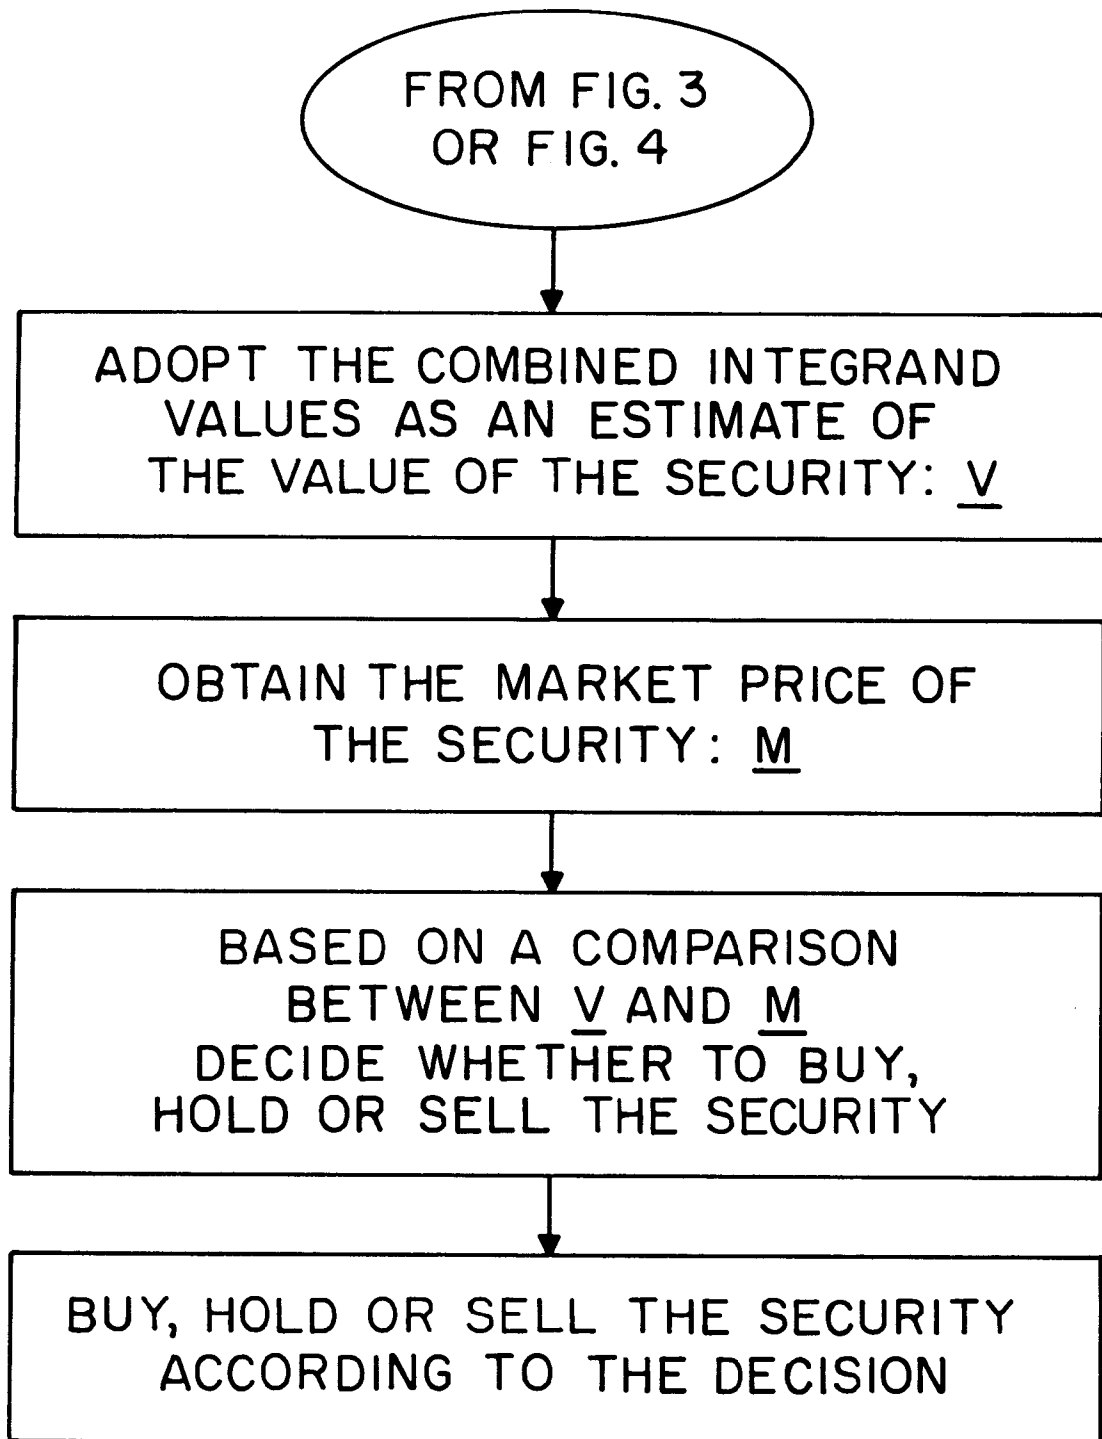 FROM FIG. 3
OR FIG. 4
ADOPT THE COMBINED INTEGRAND
VALUES AS AN ESTIMATE OF
THE VALUE OF THE SECURITY: V
OBTAIN THE MARKET PRICE OF
THE SECURITY: M
BASED ON A COMPARISON
BETWEEN V AND M
DECIDE WHETHER TO BUY,
HOLD OR SELL THE SECURITY
BUY, HOLD OR SELL THE SECURITY
ACCORDING TO THE DECISION